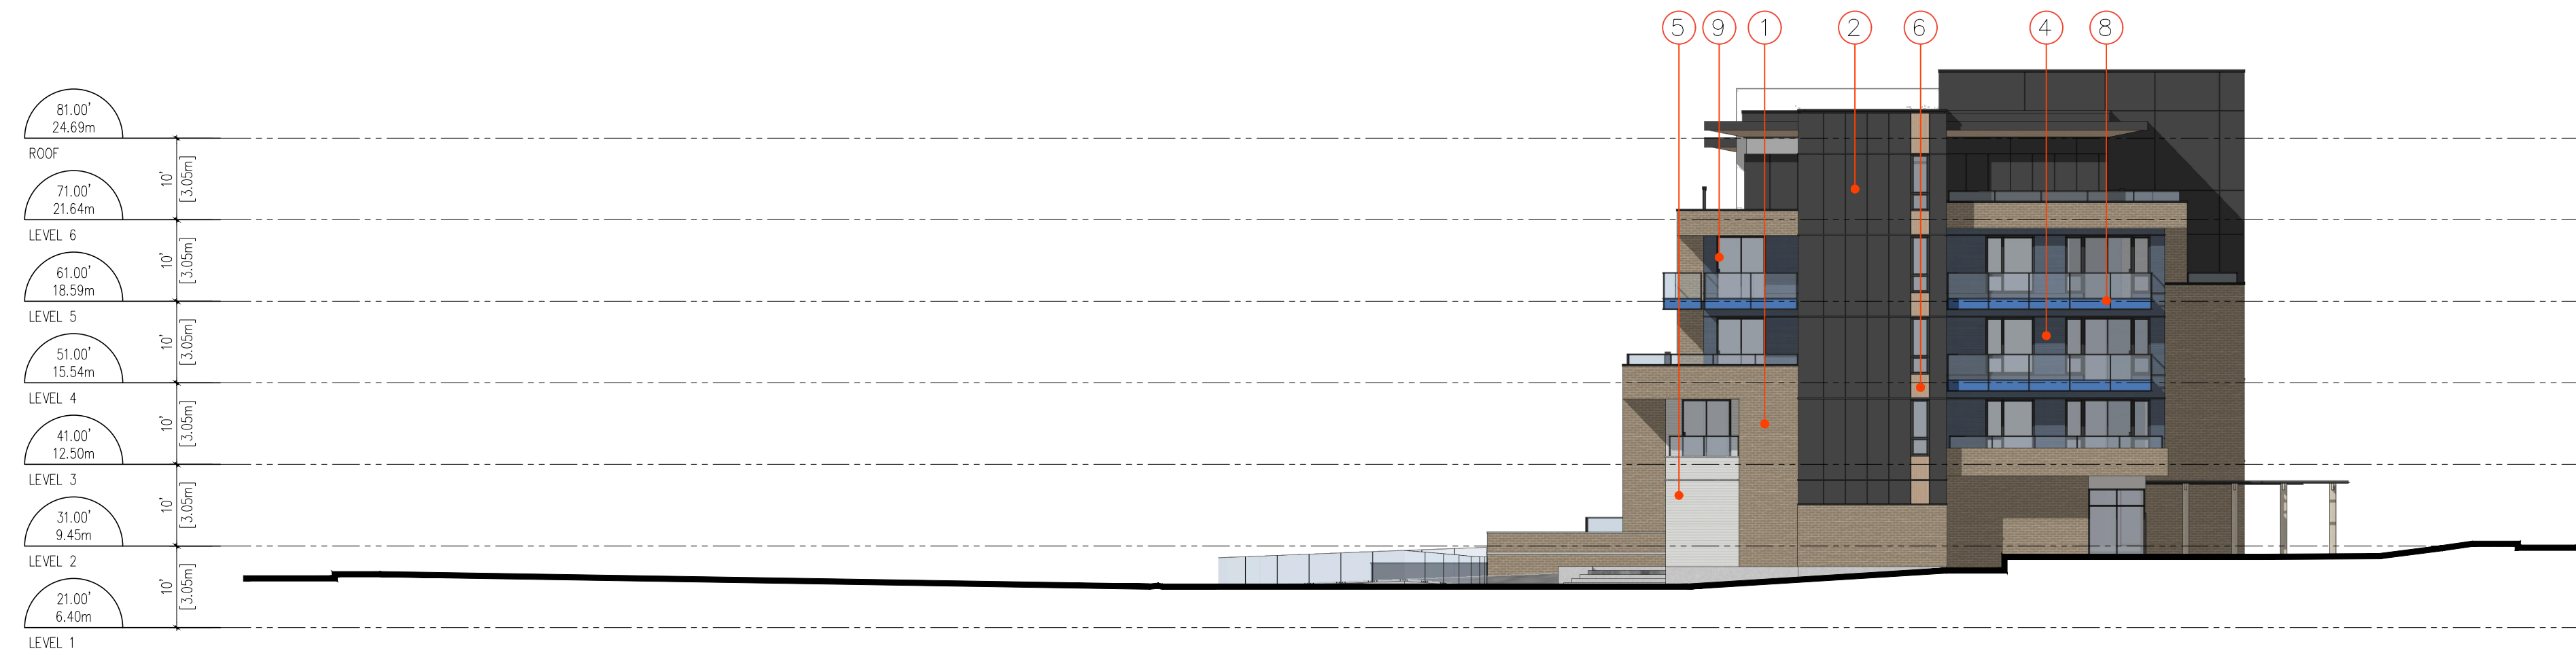 5 9 1 2 6 4 8
81.00'
24.69m
ROOF
10'
[3.05m]
71.00'
21.64m
LEVEL 6
10'
[3.05m]
61.00'
18.59m
LEVEL 5
10'
[3.05m]
51.00'
15.54m
LEVEL 4
10'
[3.05m]
41.00'
12.50m
LEVEL 3
10'
[3.05m]
31.00'
9.45m
LEVEL 2
10'
[3.05m]
21.00'
6.40m
LEVEL 1